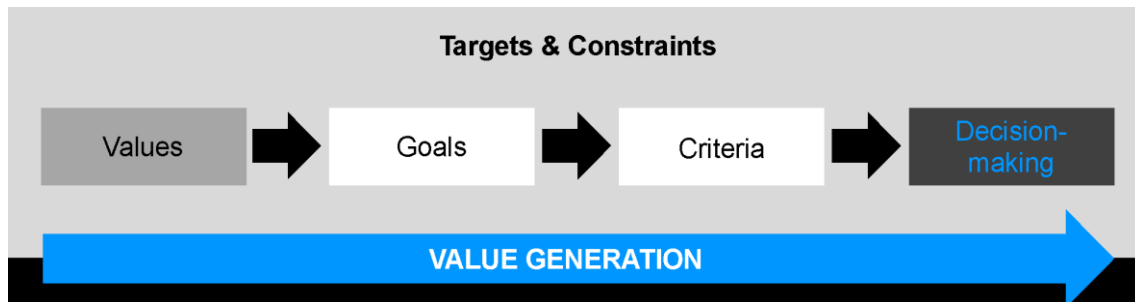 Targets & Constraints
Values
Goals
Criteria
Decision-
making
VALUE GENERATION